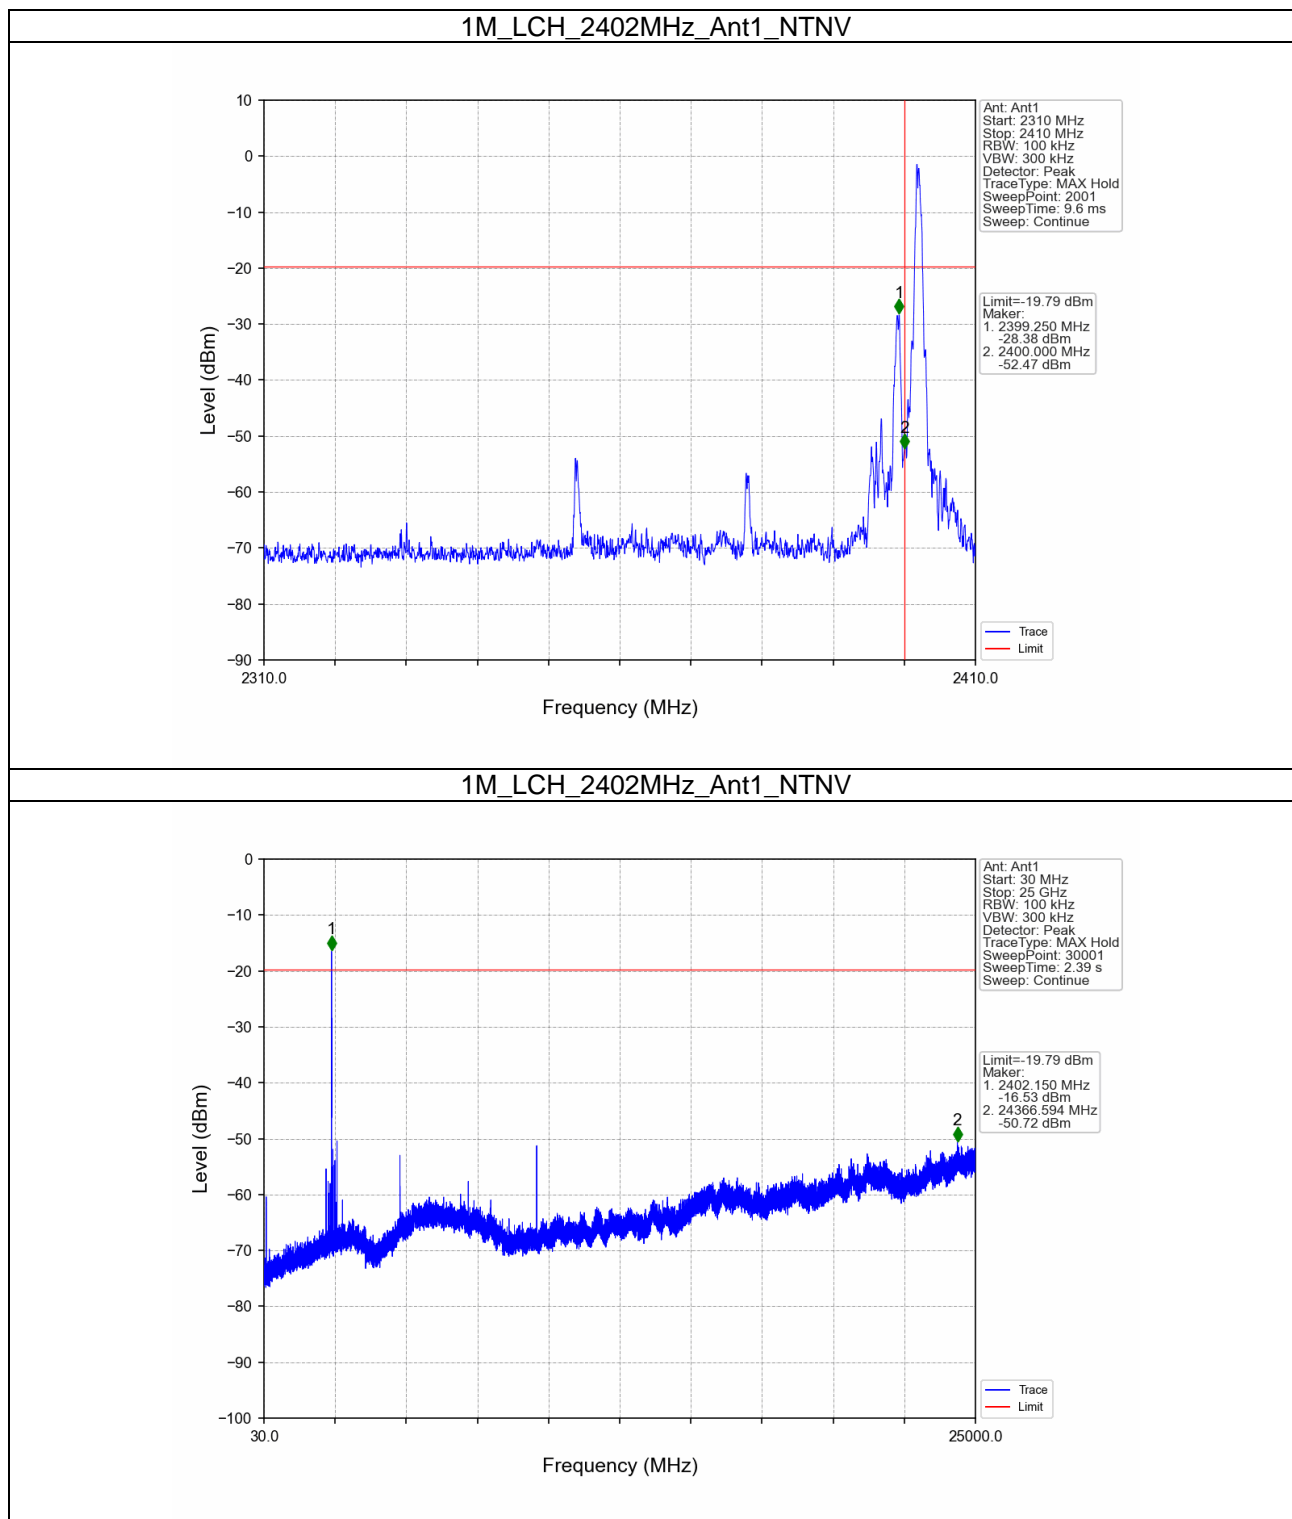 1M_LCH_2402MHz_Ant1_NTNV
10
0
−10
−20
−30
−40
−50
−60
−70
−80
−90
Level (dBm)
2310.0
2410.0
Frequency (MHz)
1
2
Ant: Ant1
Start: 2310 MHz
Stop: 2410 MHz
RBW: 100 kHz
VBW: 300 kHz
Detector: Peak
TraceType: MAX Hold
SweepPoint: 2001
SweepTime: 9.6 ms
Sweep: Continue
Limit=-19.79 dBm
Maker:
1. 2399.250 MHz
-28.38 dBm
2. 2400.000 MHz
-52.47 dBm
Trace
Limit
1M_LCH_2402MHz_Ant1_NTNV
0
−10
−20
−30
−40
−50
−60
−70
−80
−90
−100
Level (dBm)
30.0
25000.0
Frequency (MHz)
1
2
Ant: Ant1
Start: 30 MHz
Stop: 25 GHz
RBW: 100 kHz
VBW: 300 kHz
Detector: Peak
TraceType: MAX Hold
SweepPoint: 30001
SweepTime: 2.39 s
Sweep: Continue
Limit=-19.79 dBm
Maker:
1. 2402.150 MHz
-16.53 dBm
2. 24366.594 MHz
-50.72 dBm
Trace
Limit